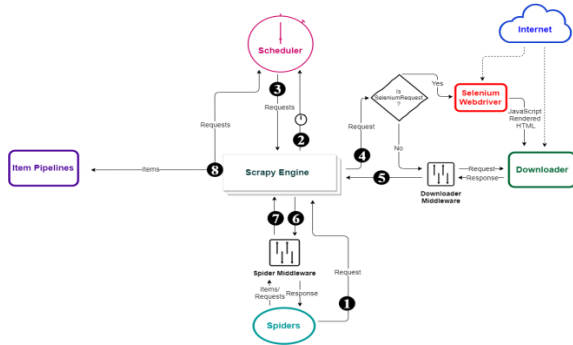 Internet
Scheduler
Is
SeleniumRequest
?
Yes
Selenium
Webdriver
3
Requests
2
Requests
Request
4
JavaScript
Rendered
HTML
No
Item Pipelines
Items
8
Scrapy Engine
5
Request
Response
Downloader
Downloader
Middleware
7
6
Spider Middleware
Request
Items/
Requests
Response
1
Spiders